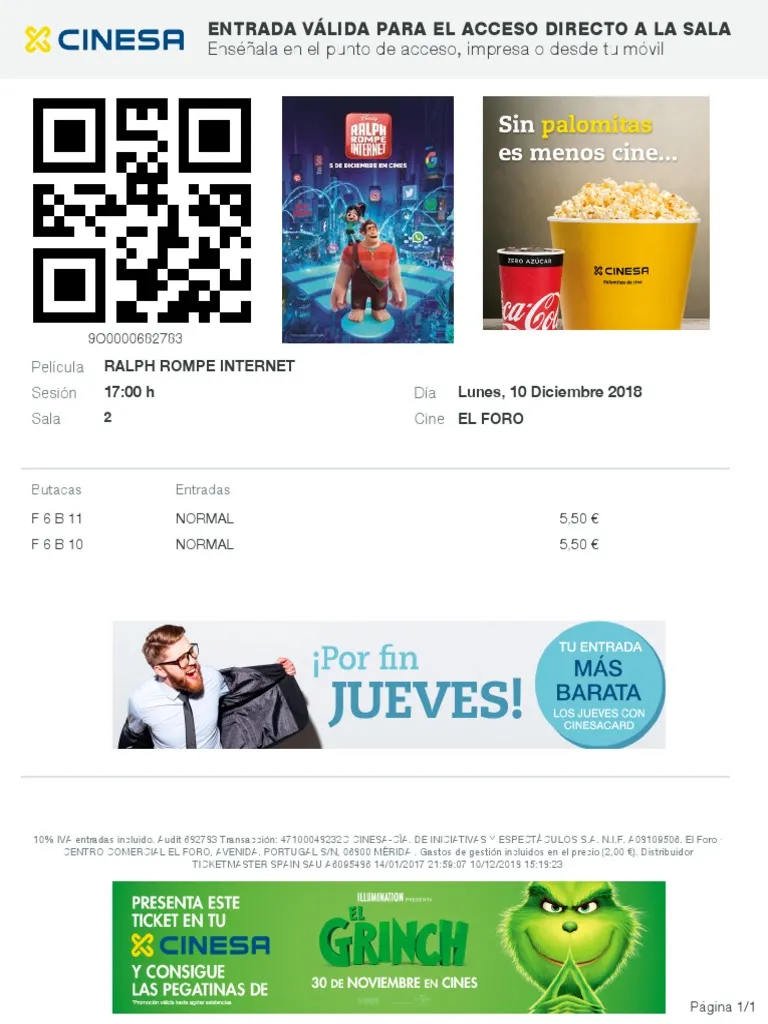 CINESA
ENTRADA VÁLIDA PARA EL ACCESO DIRECTO A LA SALA
Enséñala en el punto de acceso, impresa o desde tu móvil
Disney
RALPH
ROMPE
INTERNET
5 DE DICIEMBRE EN CINES
Sin palomitas
es menos cine...
ZERO AZÚCAR
Coca-Cola
CINESA
Palomitas de cine
9O0000682783
Película RALPH ROMPE INTERNET
Sesión 17:00 h Día Lunes, 10 Diciembre 2018
Sala 2 Cine EL FORO
Butacas Entradas
F 6 B 11 NORMAL 5,50 €
F 6 B 10 NORMAL 5,50 €
¡Por fin
JUEVES!
TU ENTRADA
MÁS
BARATA
LOS JUEVES CON
CINESACARD
10% IVA entradas incluido. Audit 682783 Transacción: 47100048232C CINESA-CÍA. DE INICIATIVAS Y ESPECTÁCULOS S.A. N.I.F. A08109506. El Foro -
CENTRO COMERCIAL EL FORO, AVENIDA. PORTUGAL S/N, 06800 MÉRIDA . Gastos de gestión incluidos en el precio (2,00 €). Distribuidor
TICKETMASTER SPAIN SAU A6095496 14/01/2017 21:59:07 10/12/2018 15:19:23
PRESENTA ESTE
TICKET EN TU
CINESA
Y CONSIGUE
LAS PEGATINAS DE
*Promoción válida hasta agotar existencias
ILLUMINATION PRESENTA
EL
GRINCH
30 DE NOVIEMBRE EN CINES
Página 1/1